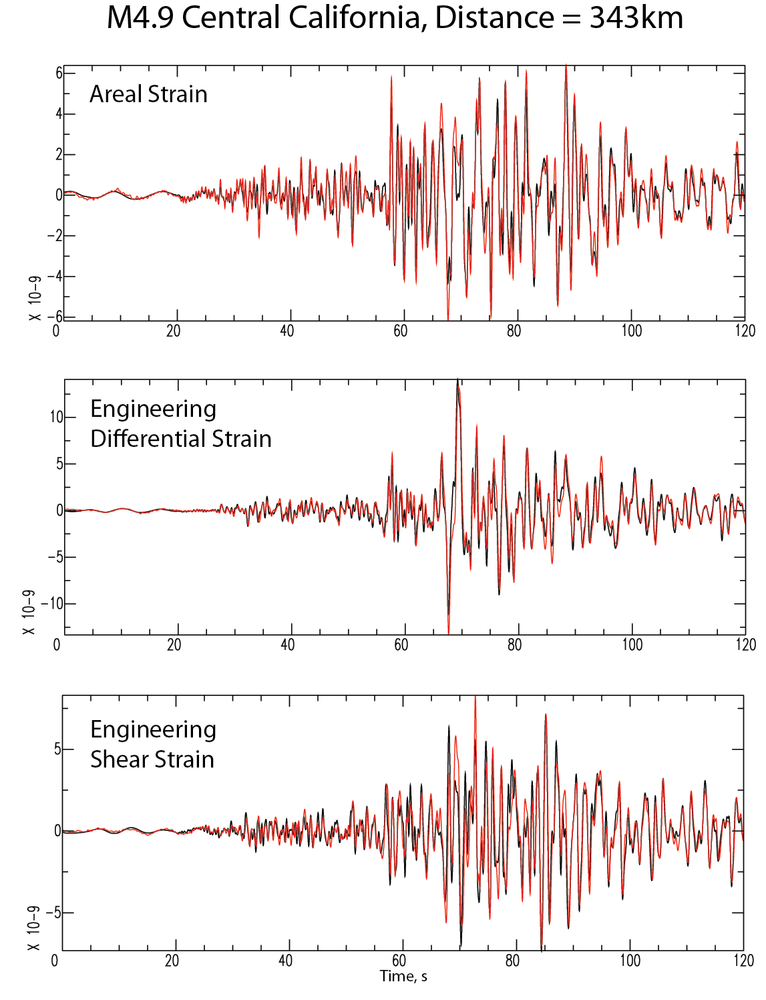 M4.9 Central California, Distance = 343km
Areal Strain
6
4
2
0
−2
−4
−6
X 10−9
0 20 40 60 80 100 120
Engineering
Differential Strain
10
5
0
−5
−10
X 10−9
0 20 40 60 80 100 120
Engineering
Shear Strain
5
0
−5
X 10−9
0 20 40 60 80 100 120
Time, s